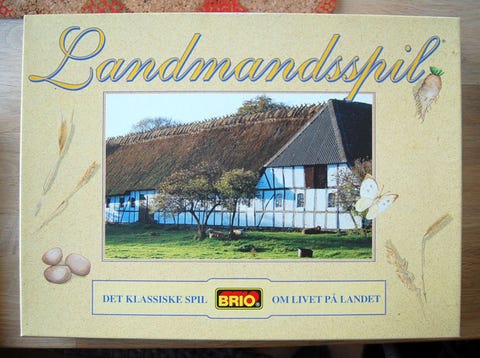 Landmandsspil
DET KLASSISKE SPIL BRIO® OM LIVET PÅ LANDET